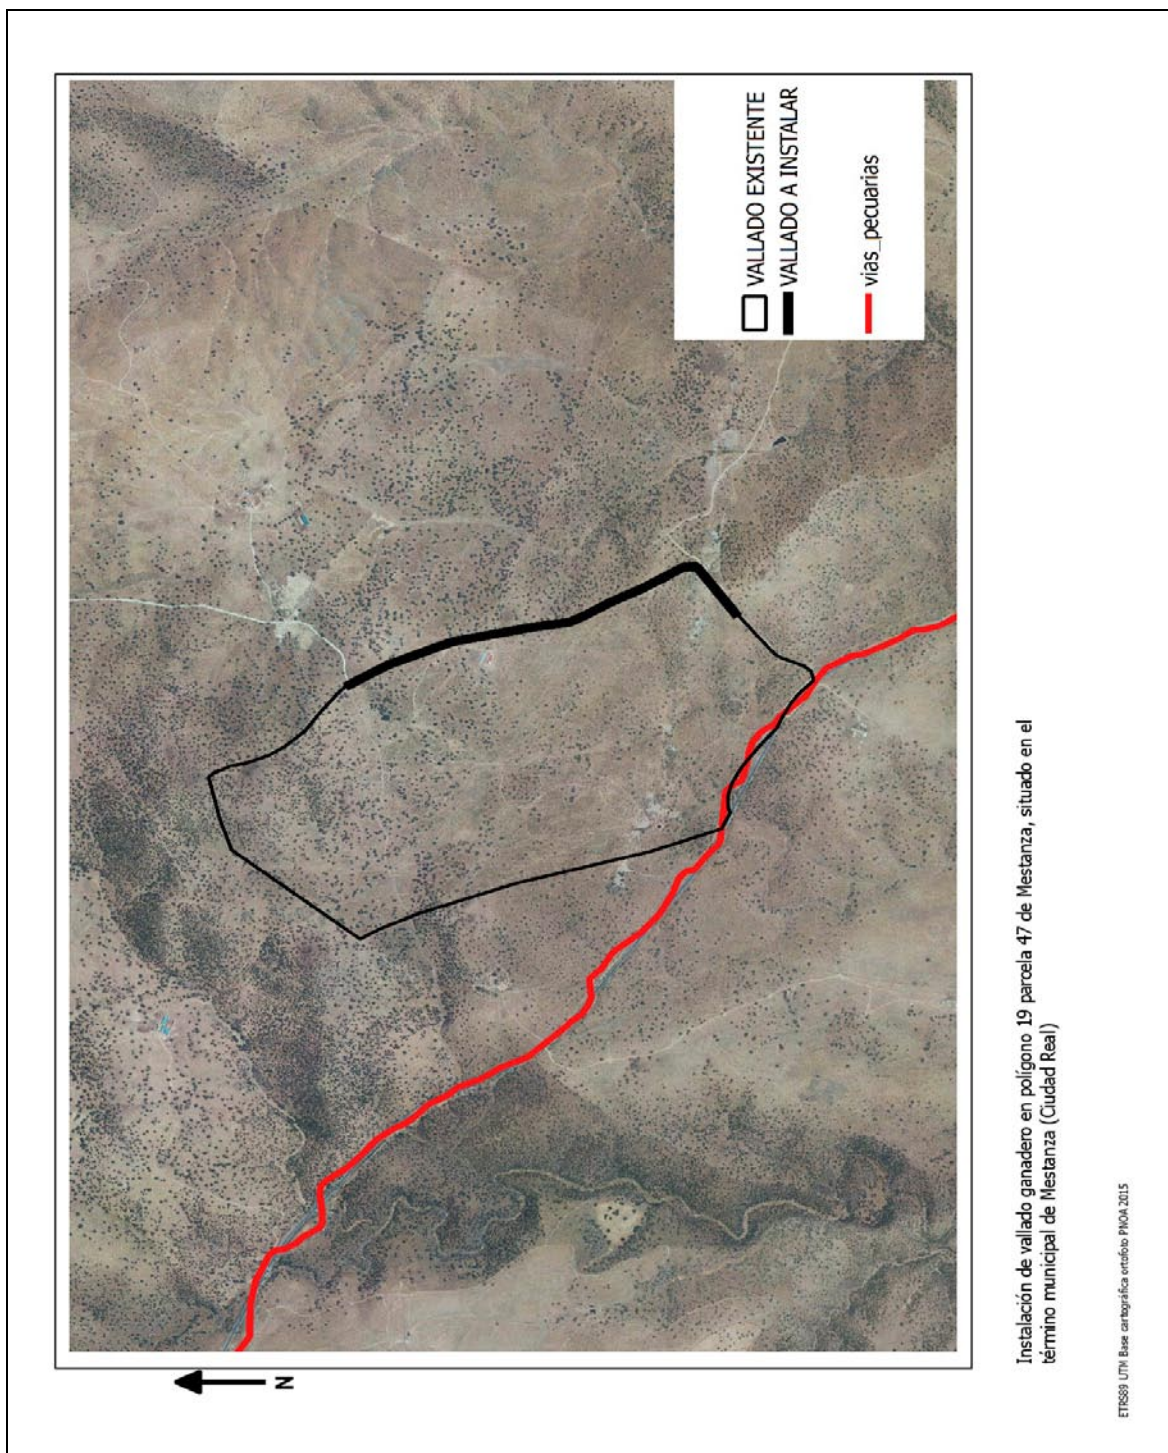 VALLADO EXISTENTE
VALLADO A INSTALAR
vias_pecuarias
N
Instalación de vallado ganadero en polígono 19 parcela 47 de Mestanza, situado en el
término municipal de Mestanza (Ciudad Real)
ETRS89 UTM Base cartográfica ortofoto PNOA 2015